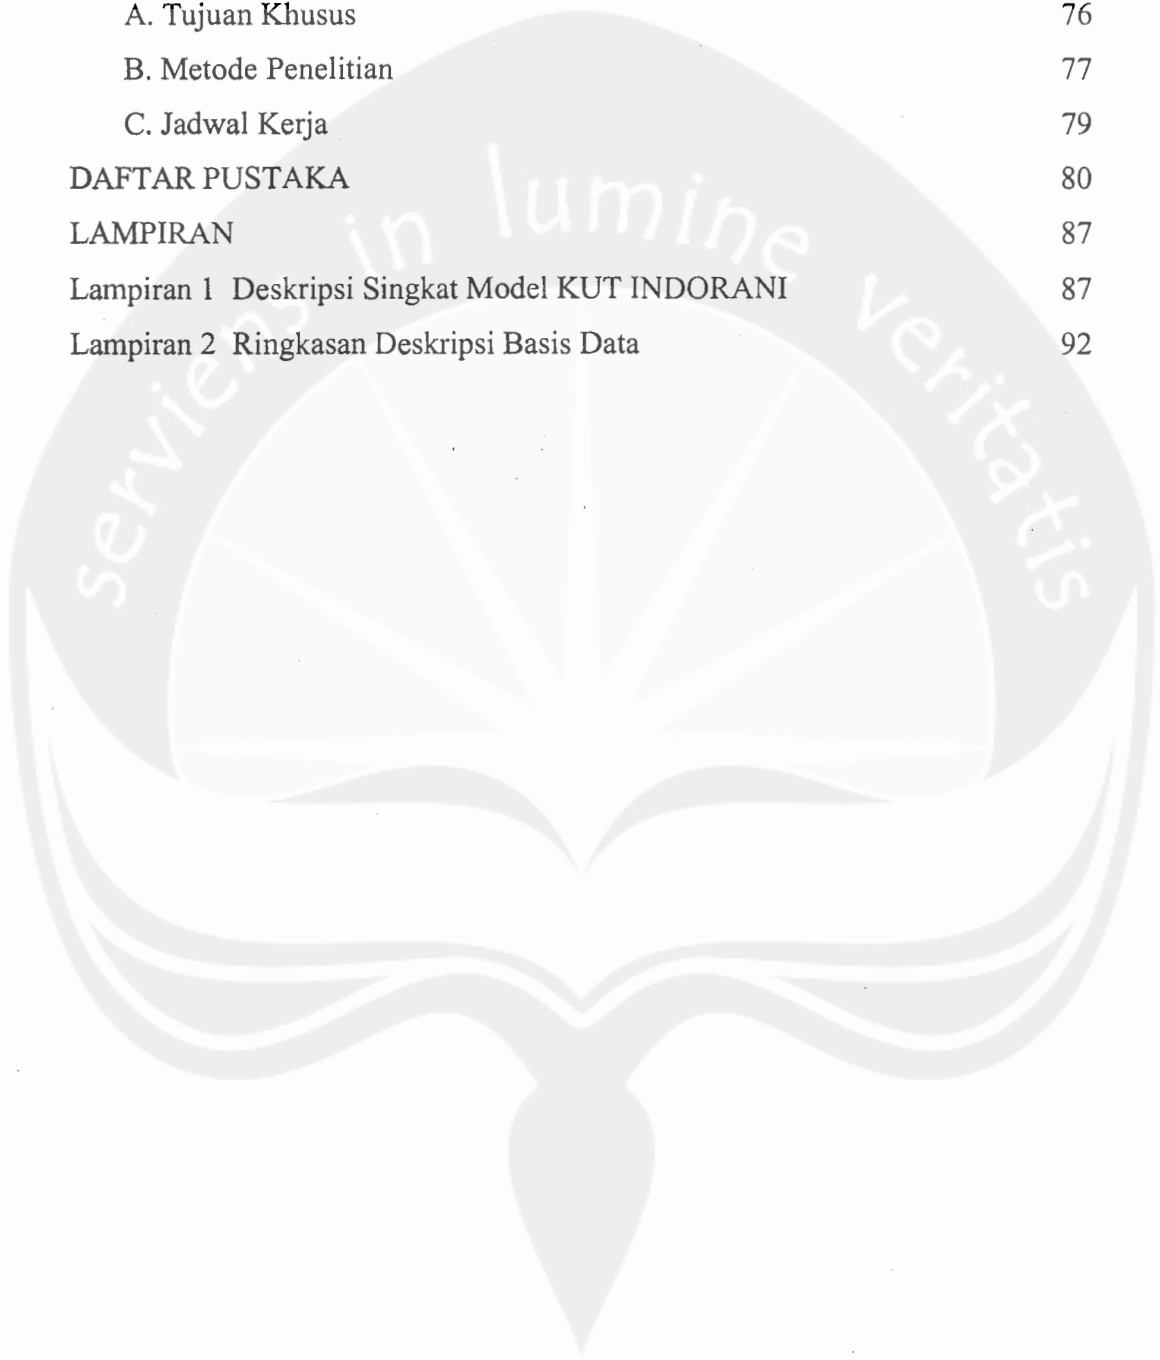 A. Tujuan Khusus 76
B. Metode Penelitian 77
C. Jadwal Kerja 79
DAFTAR PUSTAKA 80
LAMPIRAN 87
Lampiran 1 Deskripsi Singkat Model KUT INDORANI 87
Lampiran 2 Ringkasan Deskripsi Basis Data 92
serviens in lumine veritatis